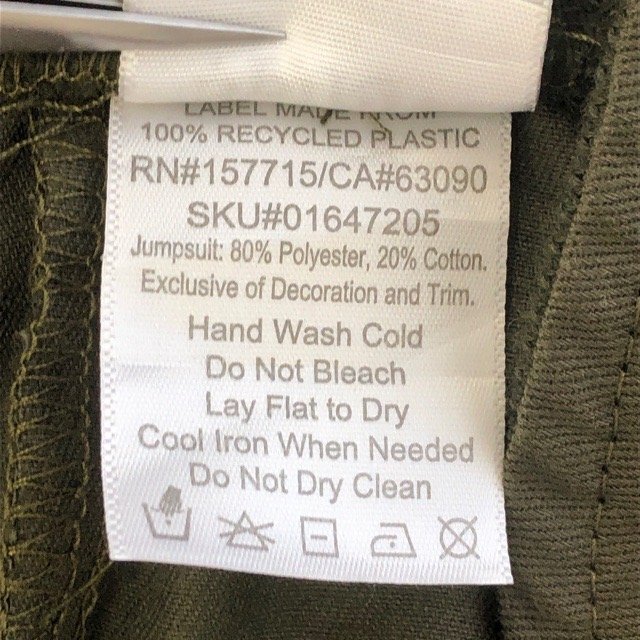 LABEL MADE FROM
100% RECYCLED PLASTIC
RN#157715/CA#63090
SKU#01647205
Jumpsuit: 80% Polyester, 20% Cotton.
Exclusive of Decoration and Trim.
Hand Wash Cold
Do Not Bleach
Lay Flat to Dry
Cool Iron When Needed
Do Not Dry Clean